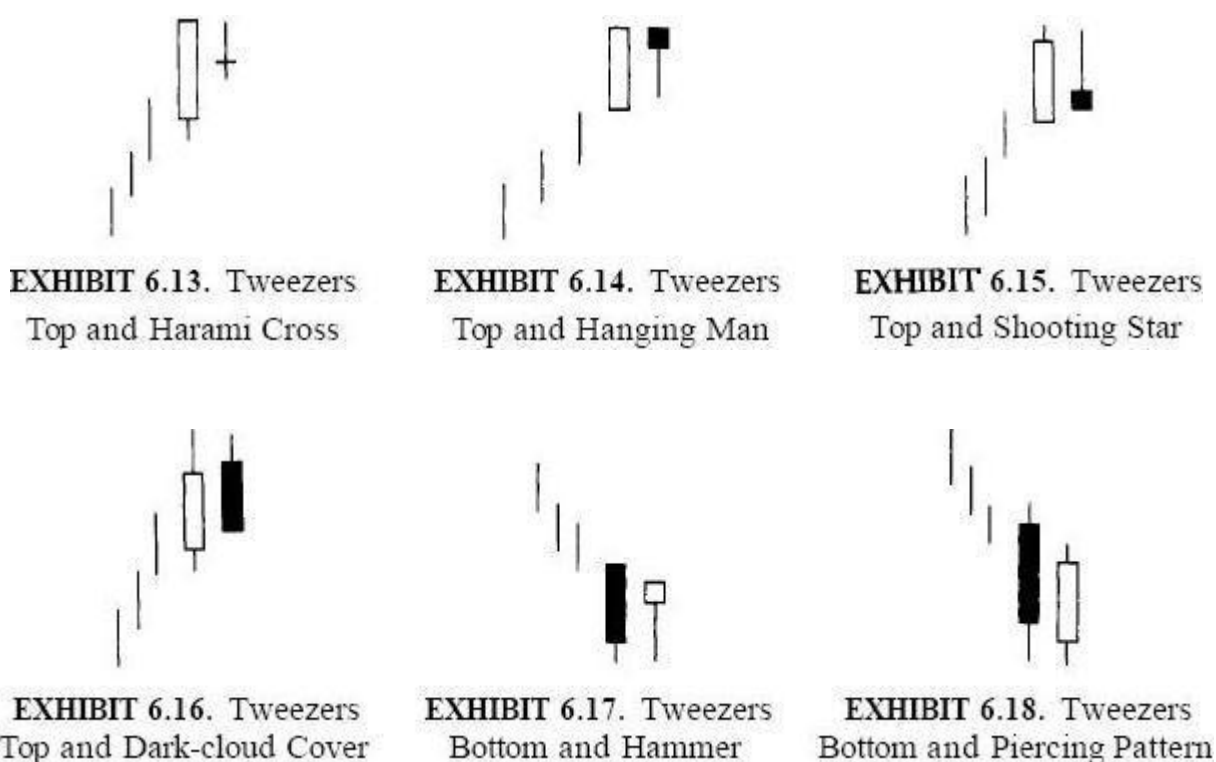 EXHIBIT 6.13. Tweezers
Top and Harami Cross
EXHIBIT 6.14. Tweezers
Top and Hanging Man
EXHIBIT 6.15. Tweezers
Top and Shooting Star
EXHIBIT 6.16. Tweezers
Top and Dark-cloud Cover
EXHIBIT 6.17. Tweezers
Bottom and Hammer
EXHIBIT 6.18. Tweezers
Bottom and Piercing Pattern